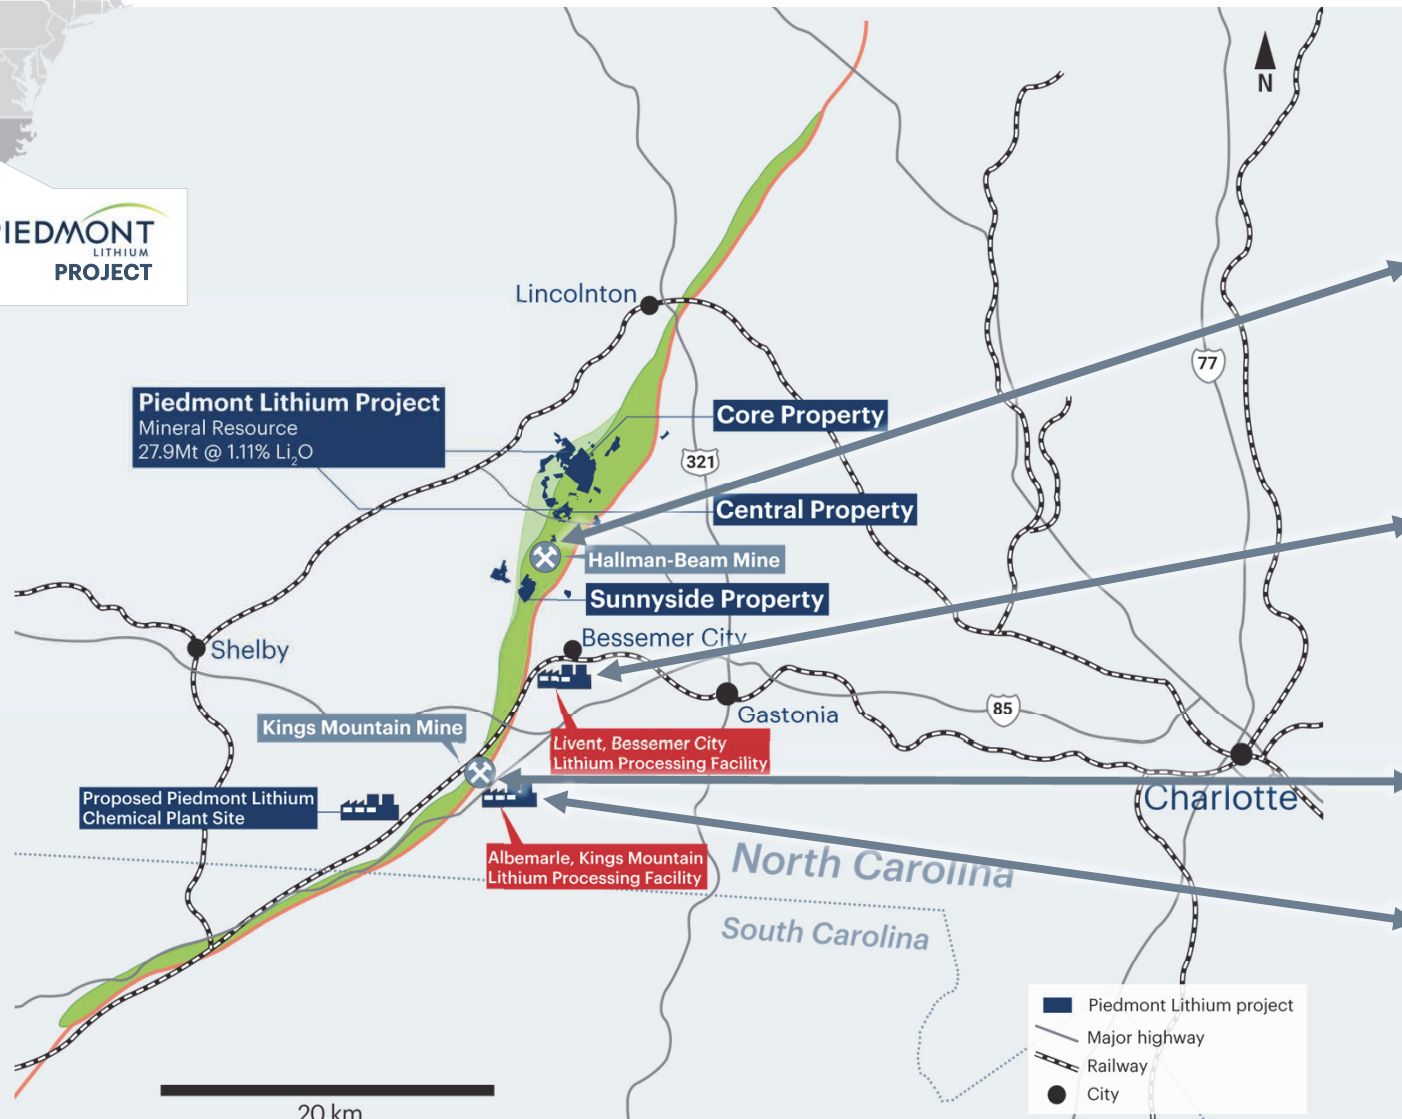 N
PIEDMONT
LITHIUM
PROJECT
Lincolnton
77
Piedmont Lithium Project
Mineral Resource
27.9Mt @ 1.11% Li₂O
Core Property
321
Central Property
Hallman-Beam Mine
Sunnyside Property
Bessemer City
Shelby
Gastonia
85
Kings Mountain Mine
Livent, Bessemer City
Lithium Processing Facility
Proposed Piedmont Lithium
Chemical Plant Site
Charlotte
Albemarle, Kings Mountain
Lithium Processing Facility
North Carolina
South Carolina
Piedmont Lithium project
Major highway
Railway
City
20 km